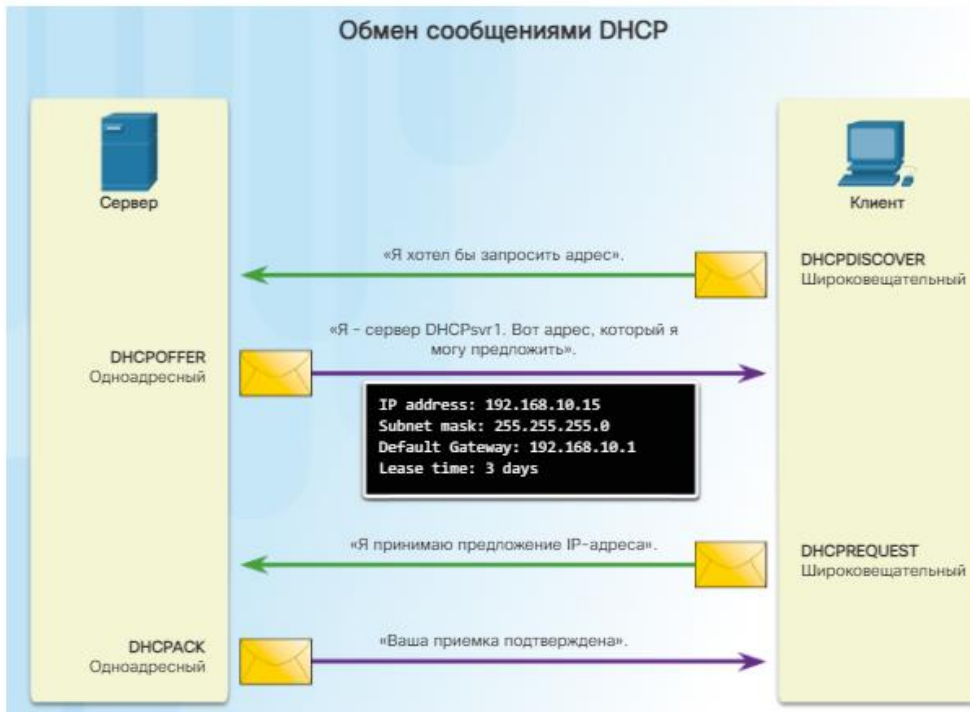 Обмен сообщениями DHCP
Сервер
Клиент
«Я хотел бы запросить адрес».
DHCPDISCOVER
Широковещательный
«Я - сервер DHCPsvr1. Вот адрес, который я
могу предложить».
DHCPOFFER
Одноадресный
IP address: 192.168.10.15
Subnet mask: 255.255.255.0
Default Gateway: 192.168.10.1
Lease time: 3 days
«Я принимаю предложение IP-адреса».
DHCPREQUEST
Широковещательный
«Ваша приемка подтверждена».
DHCPACK
Одноадресный